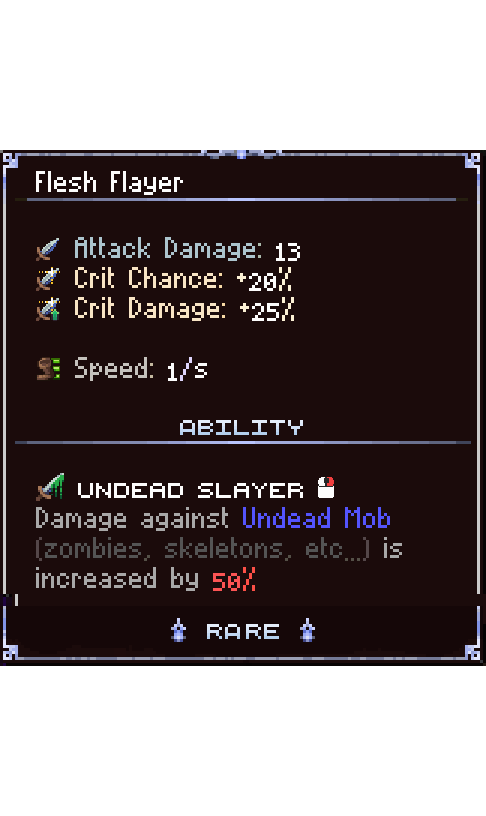 Flesh Flayer
Attack Damage: 13
Crit Chance: +20%
Crit Damage: +25%
Speed: 1/s
ABILITY
UNDEAD SLAYER
Damage against Undead Mob
(zombies, skeletons, etc...) is
increased by 50%
RARE